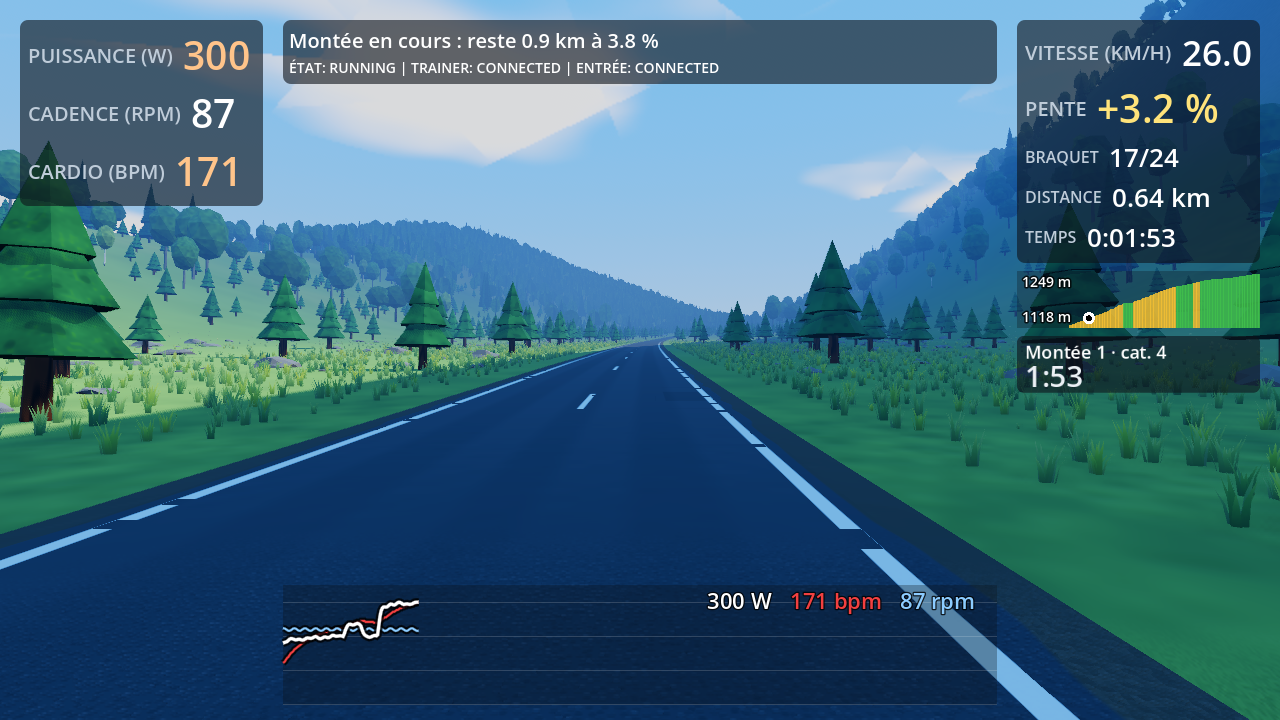 PUISSANCE (W) 300
CADENCE (RPM) 87
CARDIO (BPM) 171
Montée en cours : reste 0.9 km à 3.8 %
ÉTAT: RUNNING | TRAINER: CONNECTED | ENTRÉE: CONNECTED
VITESSE (KM/H) 26.0
PENTE +3.2 %
BRAQUET 17/24
DISTANCE 0.64 km
TEMPS 0:01:53
1249 m
1118 m
Montée 1 · cat. 4
1:53
300 W 171 bpm 87 rpm